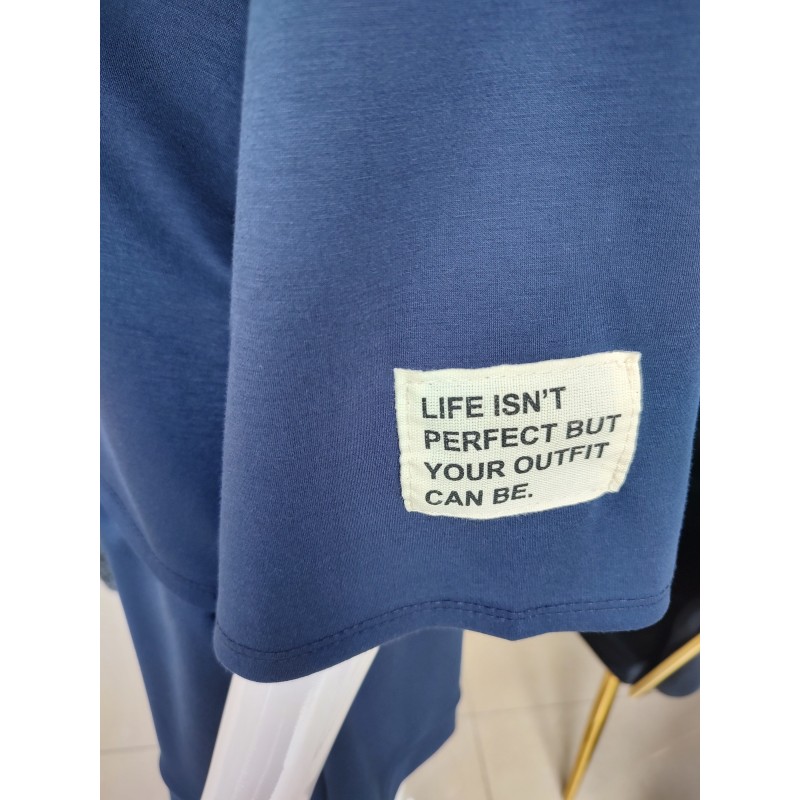 LIFE ISN'T
PERFECT BUT
YOUR OUTFIT
CAN BE.